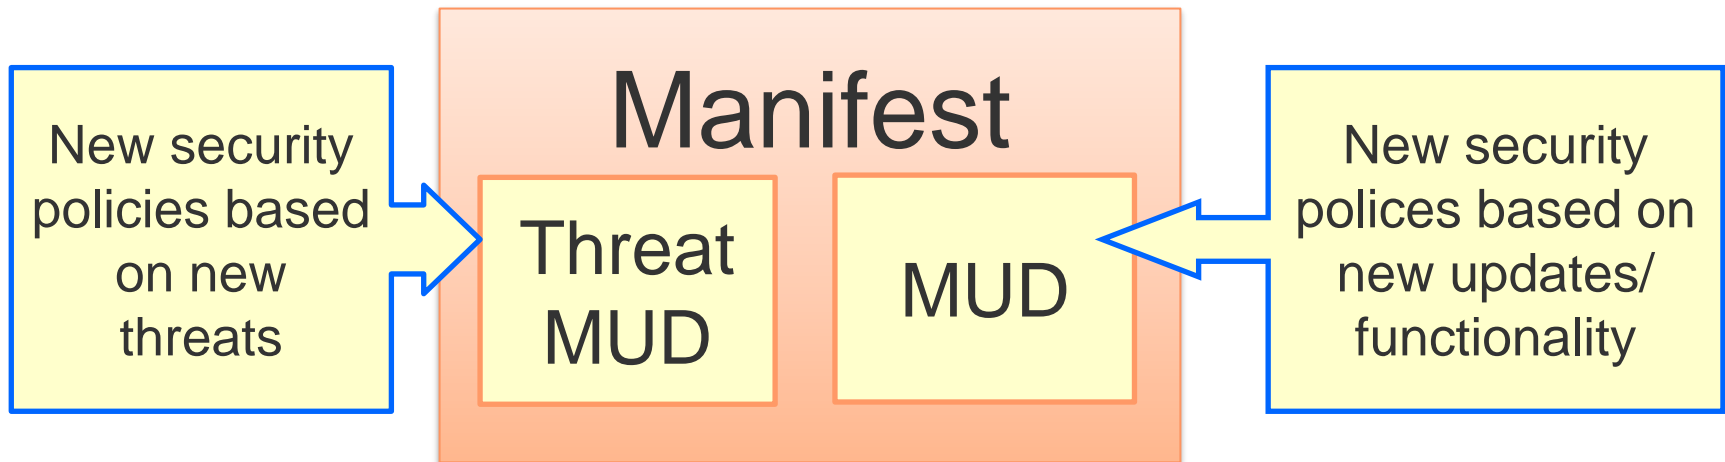 Manifest
New security
policies based
on new
threats
Threat
MUD
MUD
New security
polices based on
new updates/
functionality